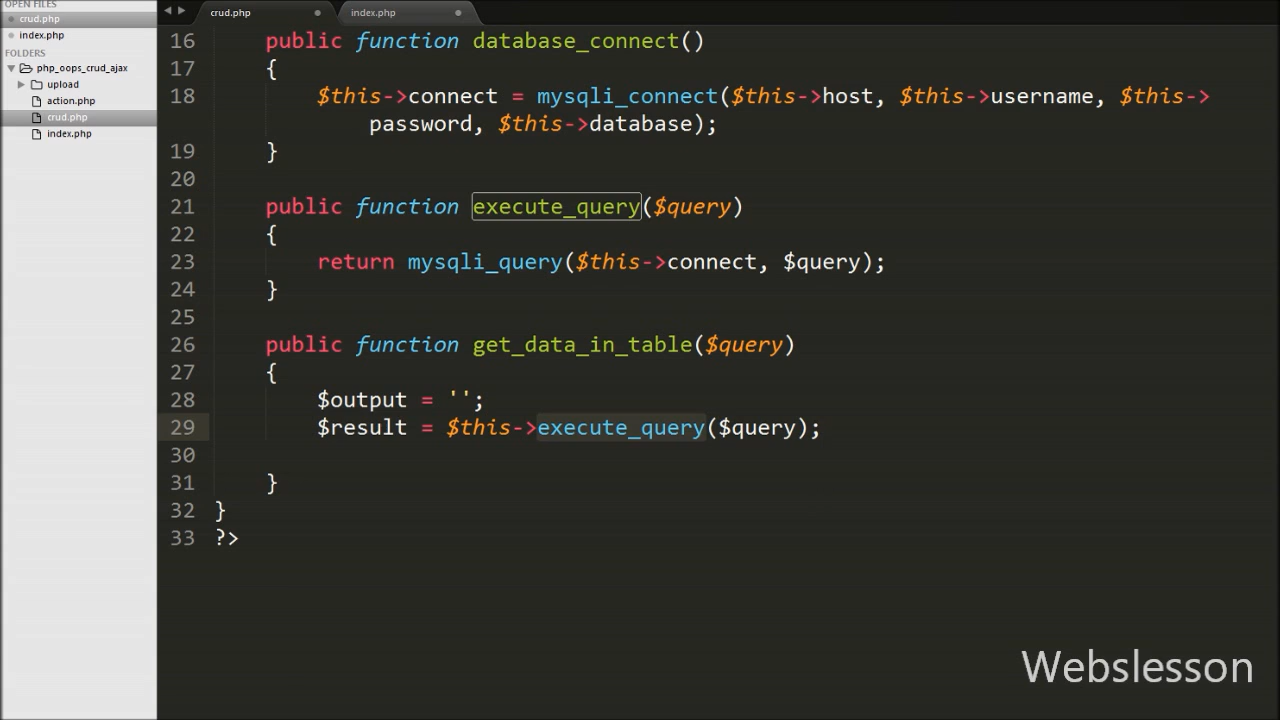 OPEN FILES
crud.php
index.php
FOLDERS
php_oops_crud_ajax
upload
action.php
crud.php
index.php
crud.php
index.php
16 public function database_connect()
17 {
18 $this->connect = mysqli_connect($this->host, $this->username, $this->
password, $this->database);
19 }
20
21 public function execute_query($query)
22 {
23 return mysqli_query($this->connect, $query);
24 }
25
26 public function get_data_in_table($query)
27 {
28 $output = '';
29 $result = $this->execute_query($query);
30
31 }
32 }
33 ?>
Webslesson